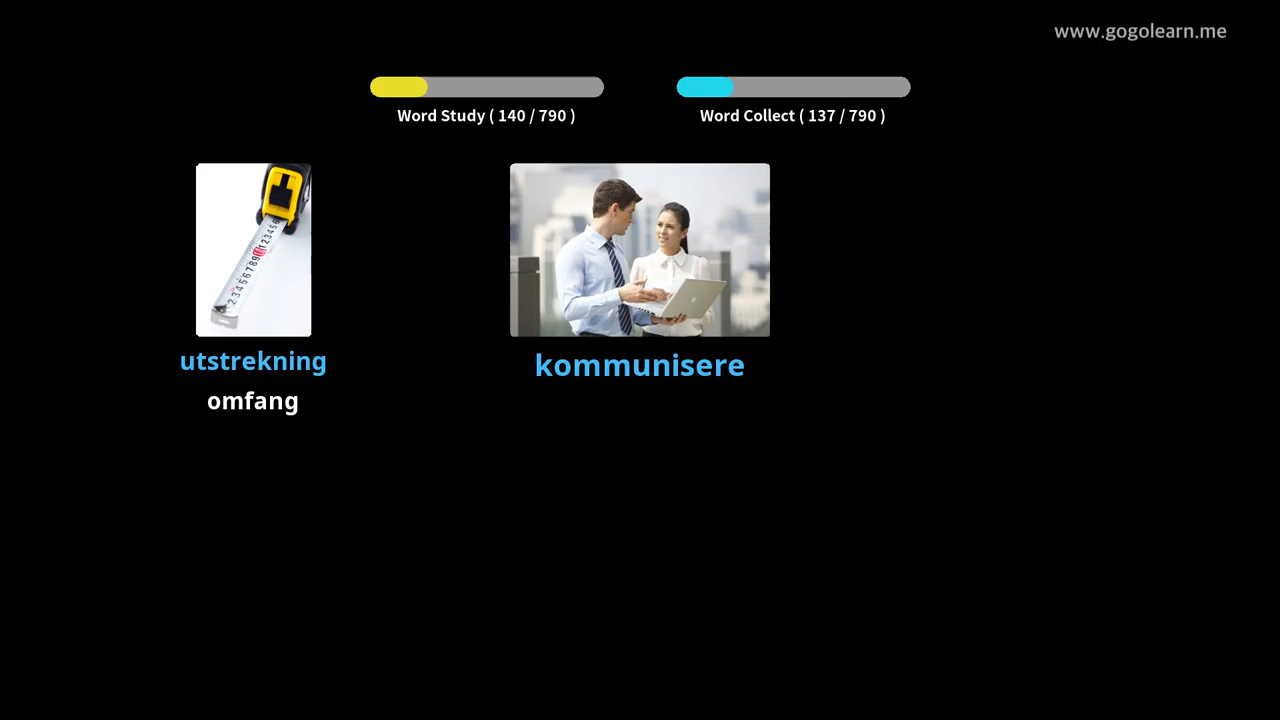 www.gogolearn.me
Word Study ( 140 / 790 )
Word Collect ( 137 / 790 )
utstrekning
omfang
kommunisere